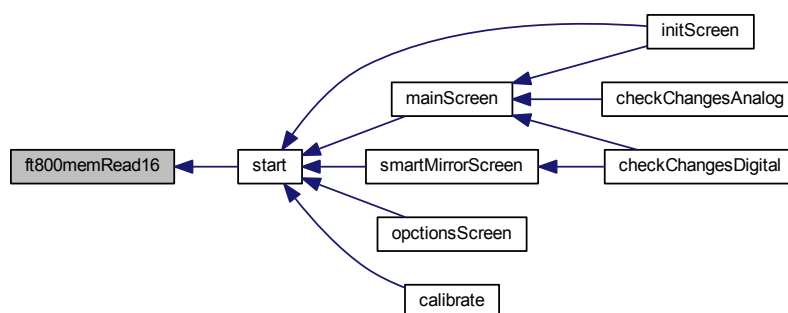 initScreen
mainScreen
checkChangesAnalog
ft800memRead16
start
smartMirrorScreen
checkChangesDigital
opctionsScreen
calibrate